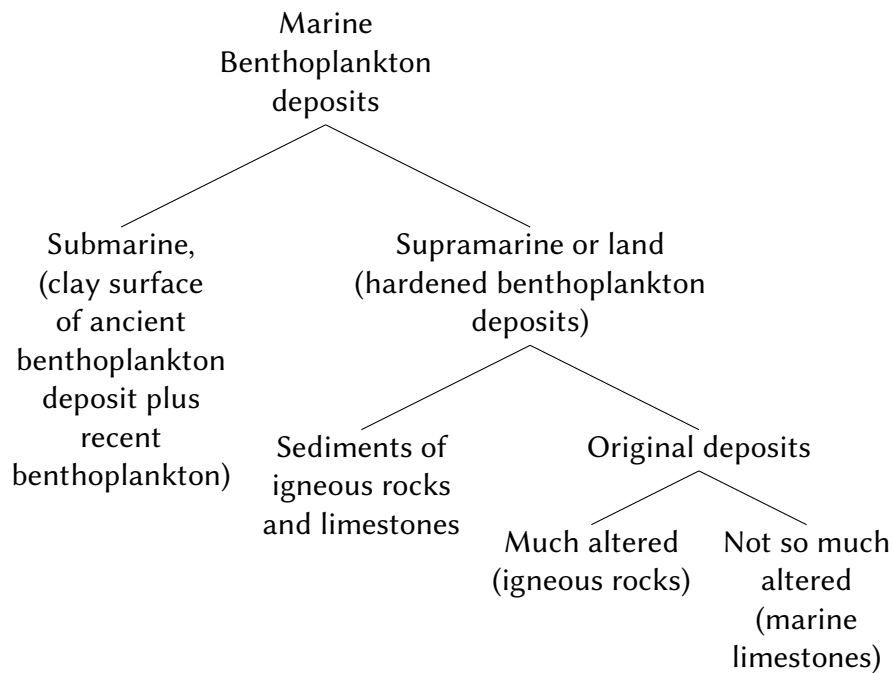 Marine
Benthoplankton
deposits
Submarine,
(clay surface
of ancient
benthoplankton
deposit plus
recent
benthoplankton)
Supramarine or land
(hardened benthoplankton
deposits)
Sediments of
igneous rocks
and limestones
Original deposits
Much altered
(igneous rocks)
Not so much
altered
(marine
limestones)